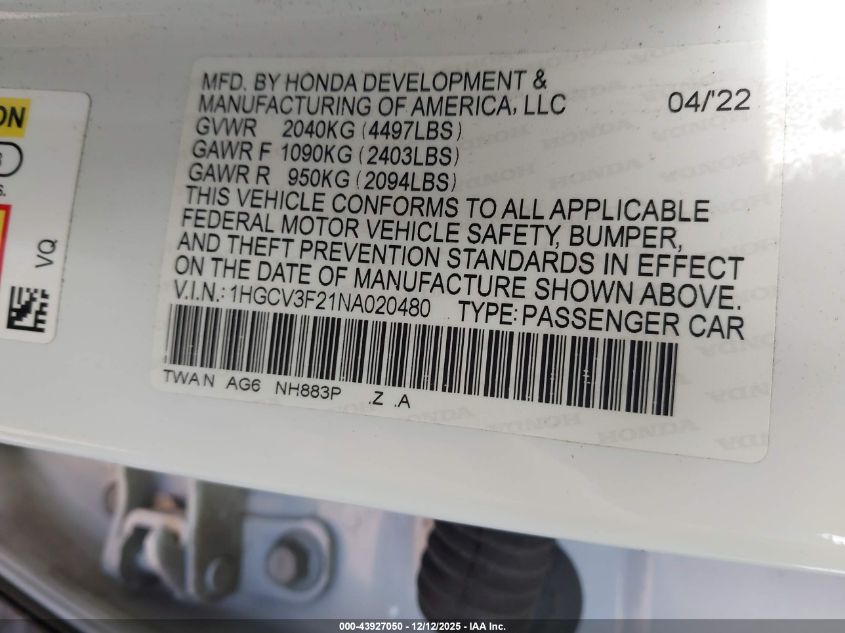 ON
S.
VQ
MFD. BY HONDA DEVELOPMENT &
MANUFACTURING OF AMERICA, LLC 04/'22
GVWR 2040KG (4497LBS)
GAWR F 1090KG (2403LBS)
GAWR R 950KG (2094LBS)
THIS VEHICLE CONFORMS TO ALL APPLICABLE
FEDERAL MOTOR VEHICLE SAFETY, BUMPER,
AND THEFT PREVENTION STANDARDS IN EFFECT
ON THE DATE OF MANUFACTURE SHOWN ABOVE.
V.I.N.: 1HGCV3F21NA020480 TYPE: PASSENGER CAR
TWAN AG6 NH883P .Z .A
HONDA
000-43927050 - 12/12/2025 - IAA Inc.